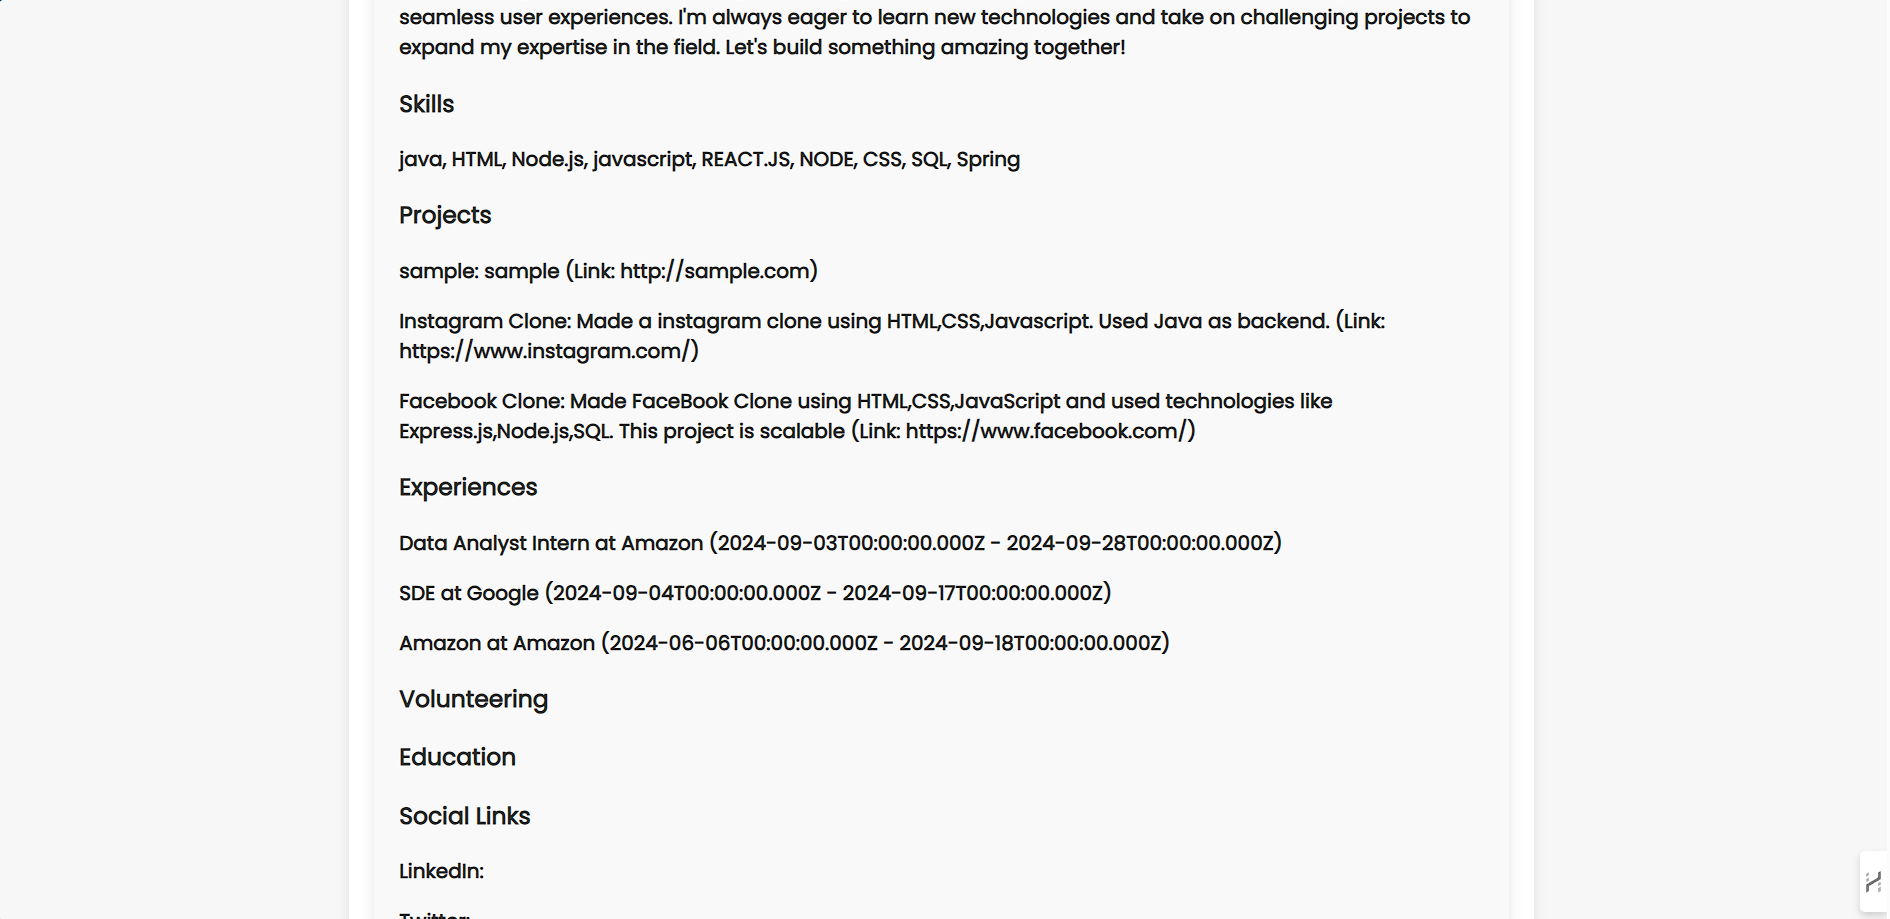 seamless user experiences. I'm always eager to learn new technologies and take on challenging projects to
expand my expertise in the field. Let's build something amazing together!
Skills
java, HTML, Node.js, javascript, REACT.JS, NODE, CSS, SQL, Spring
Projects
sample: sample (Link: http://sample.com)
Instagram Clone: Made a instagram clone using HTML,CSS,Javascript. Used Java as backend. (Link:
https://www.instagram.com/)
Facebook Clone: Made FaceBook Clone using HTML,CSS,JavaScript and used technologies like
Express.js,Node.js,SQL. This project is scalable (Link: https://www.facebook.com/)
Experiences
Data Analyst Intern at Amazon (2024-09-03T00:00:00.000Z - 2024-09-28T00:00:00.000Z)
SDE at Google (2024-09-04T00:00:00.000Z - 2024-09-17T00:00:00.000Z)
Amazon at Amazon (2024-06-06T00:00:00.000Z - 2024-09-18T00:00:00.000Z)
Volunteering
Education
Social Links
LinkedIn:
Twitter: